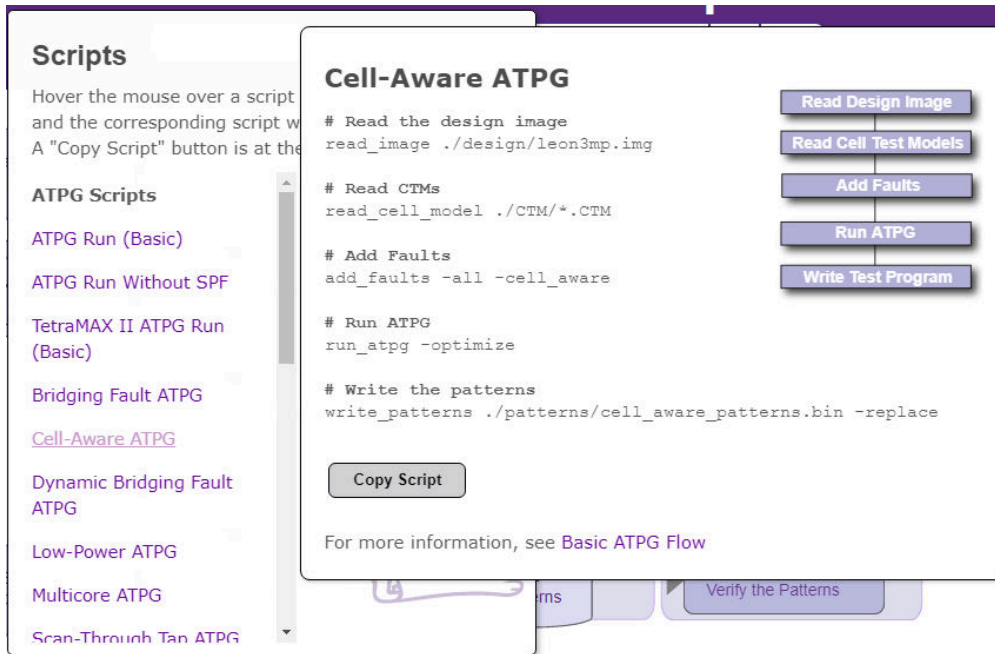 Scripts
Hover the mouse over a script
and the corresponding script w
A "Copy Script" button is at the
ATPG Scripts
ATPG Run (Basic)
ATPG Run Without SPF
TetraMAX II ATPG Run
(Basic)
Bridging Fault ATPG
Cell-Aware ATPG
Dynamic Bridging Fault
ATPG
Low-Power ATPG
Multicore ATPG
Scan-Through Tap ATPG
Cell-Aware ATPG
# Read the design image
read_image ./design/leon3mp.img
# Read CTMs
read_cell_model ./CTM/*.CTM
# Add Faults
add_faults -all -cell_aware
# Run ATPG
run_atpg -optimize
# Write the patterns
write_patterns ./patterns/cell_aware_patterns.bin -replace
Copy Script
For more information, see Basic ATPG Flow
Read Design Image
Read Cell Test Models
Add Faults
Run ATPG
Write Test Program
rns
Verify the Patterns